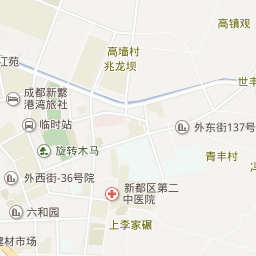 高镇观
高墙村
兆龙坝
江苑
世丰
成都新繁
港湾旅社
临时站
外东街137号
旋转木马
青丰村
外西街-36号院
新都区第二
中医院
六和园
上李家碾
建材市场